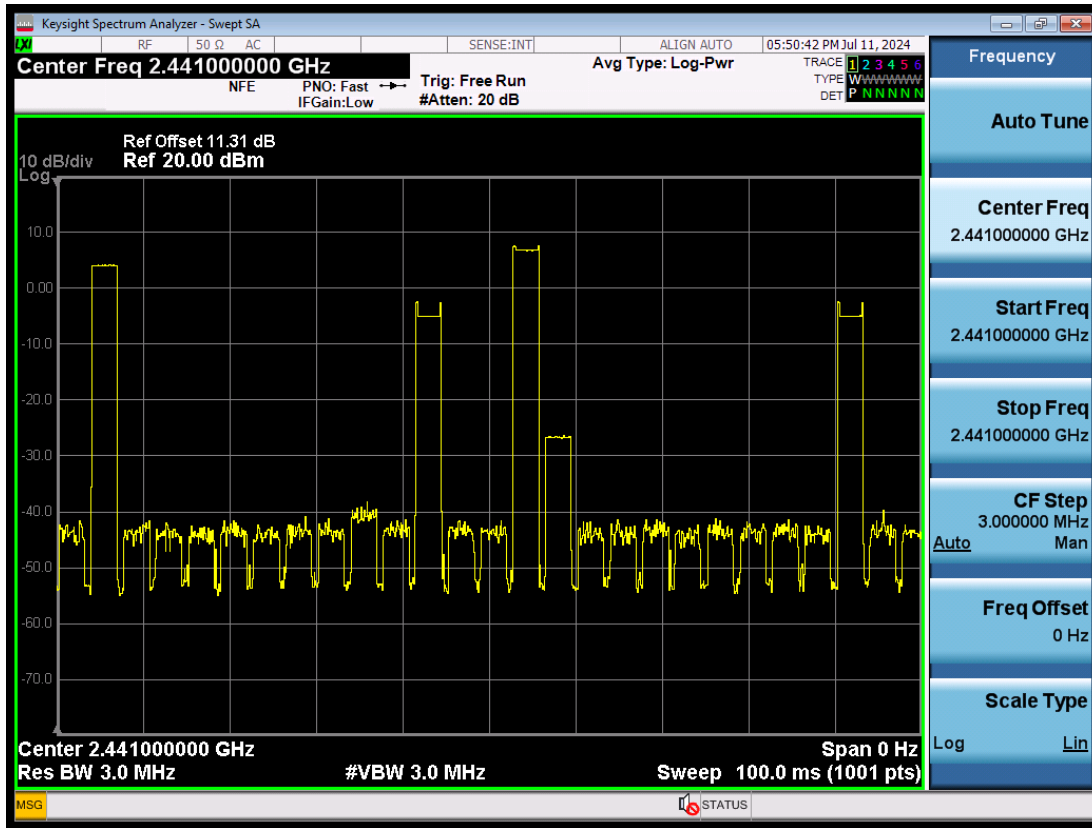 Keysight Spectrum Analyzer - Swept SA
LXI RF 50 Ω AC SENSE:INT ALIGN AUTO 05:50:42 PM Jul 11, 2024
Center Freq 2.441000000 GHz
NFE
PNO: Fast
IFGain:Low
Trig: Free Run
#Atten: 20 dB
Avg Type: Log-Pwr
TRACE 1 2 3 4 5 6
TYPE WWWWWWW
DET P N N N N N
Ref Offset 11.31 dB
10 dB/div Ref 20.00 dBm
Log
10.0
0.00
-10.0
-20.0
-30.0
-40.0
-50.0
-60.0
-70.0
Center 2.441000000 GHz Span 0 Hz
Res BW 3.0 MHz #VBW 3.0 MHz Sweep 100.0 ms (1001 pts)
MSG STATUS
Frequency
Auto Tune
Center Freq
2.441000000 GHz
Start Freq
2.441000000 GHz
Stop Freq
2.441000000 GHz
CF Step
3.000000 MHz
Auto Man
Freq Offset
0 Hz
Scale Type
Log Lin